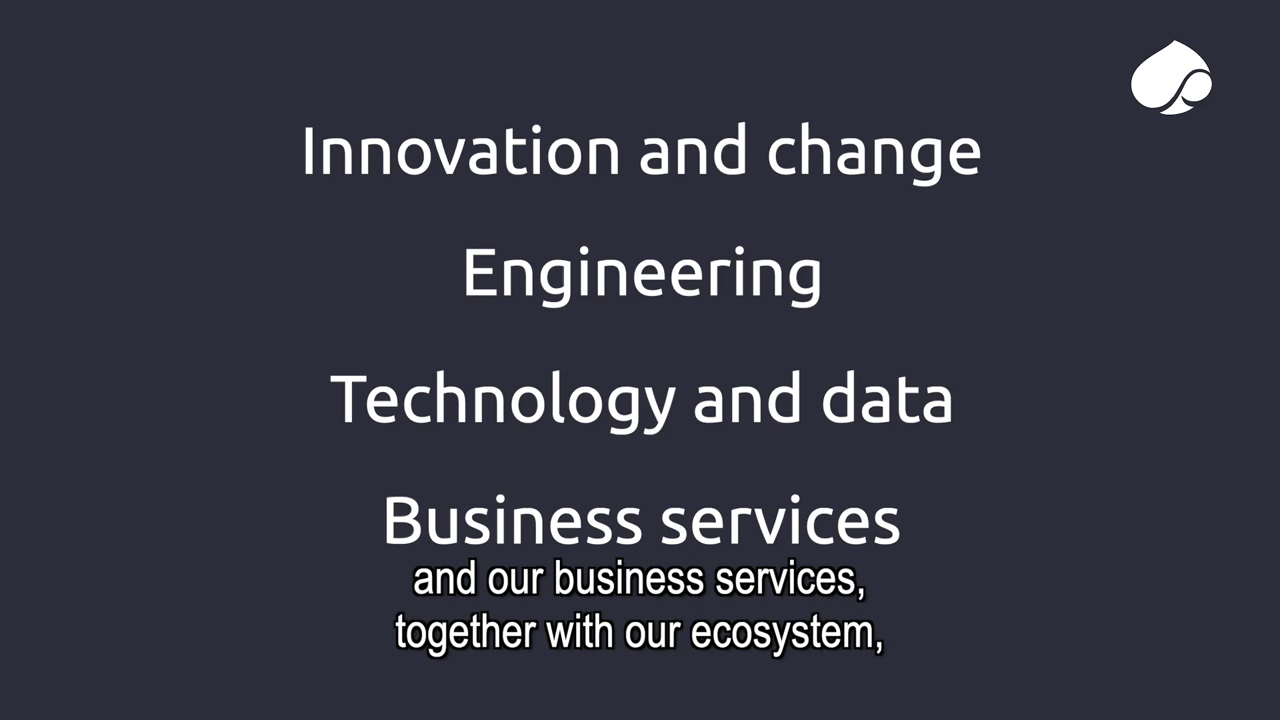 Innovation and change
Engineering
Technology and data
Business services
and our business services,
together with our ecosystem,